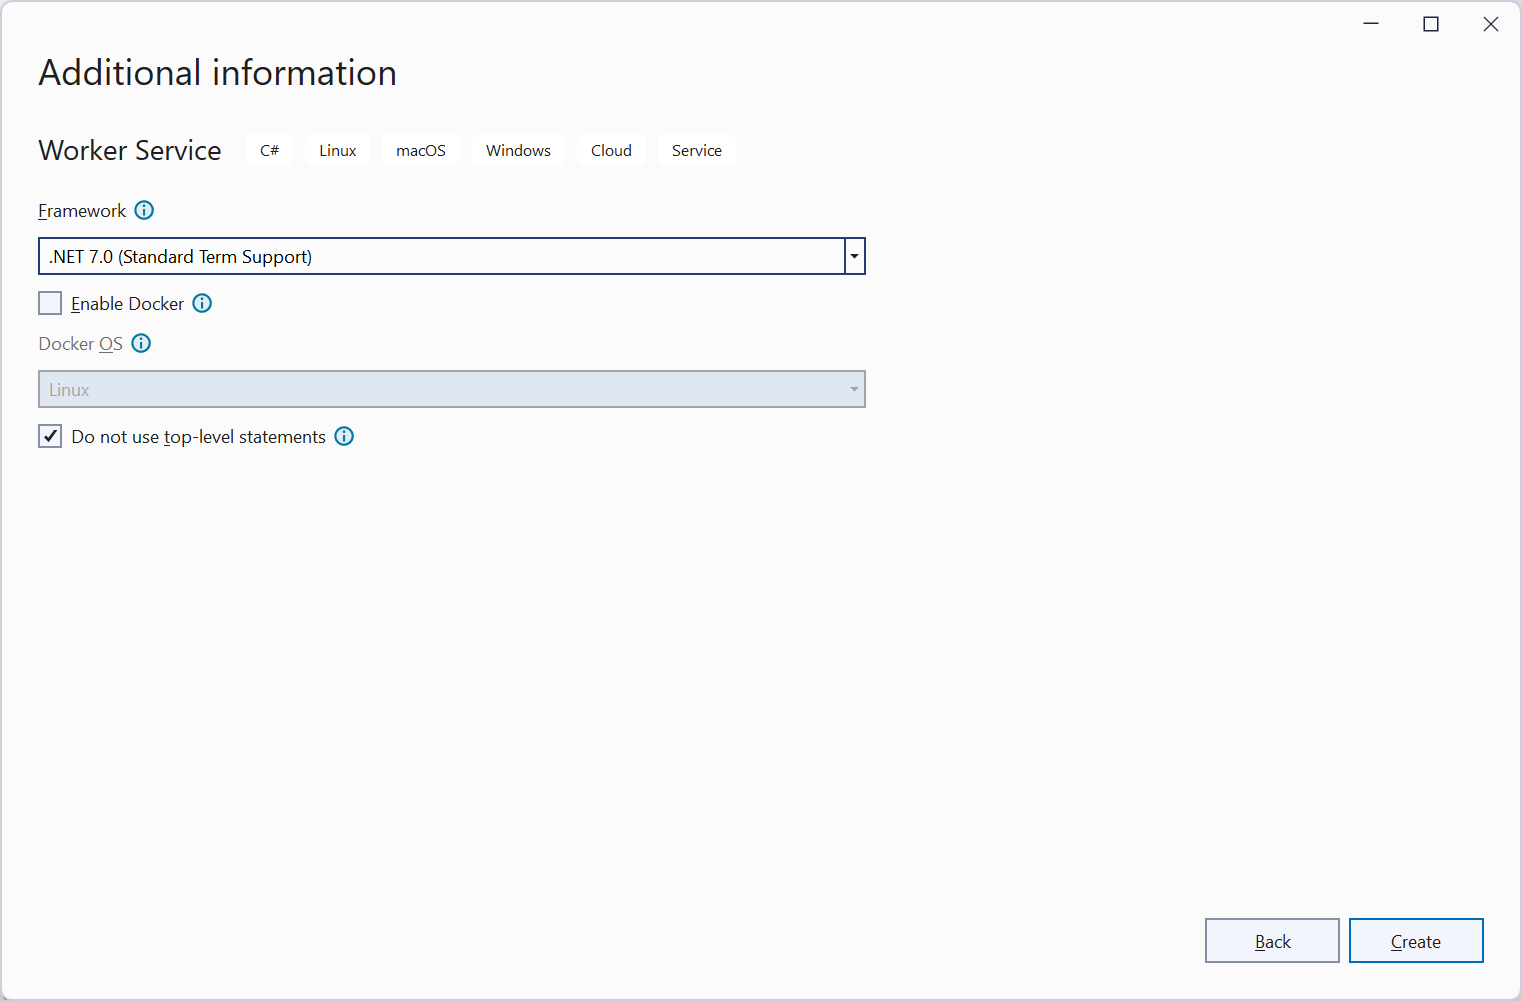 Additional information
Worker Service C# Linux macOS Windows Cloud Service
Framework
.NET 7.0 (Standard Term Support)
Enable Docker
Docker OS
Linux
Do not use top-level statements
Back Create